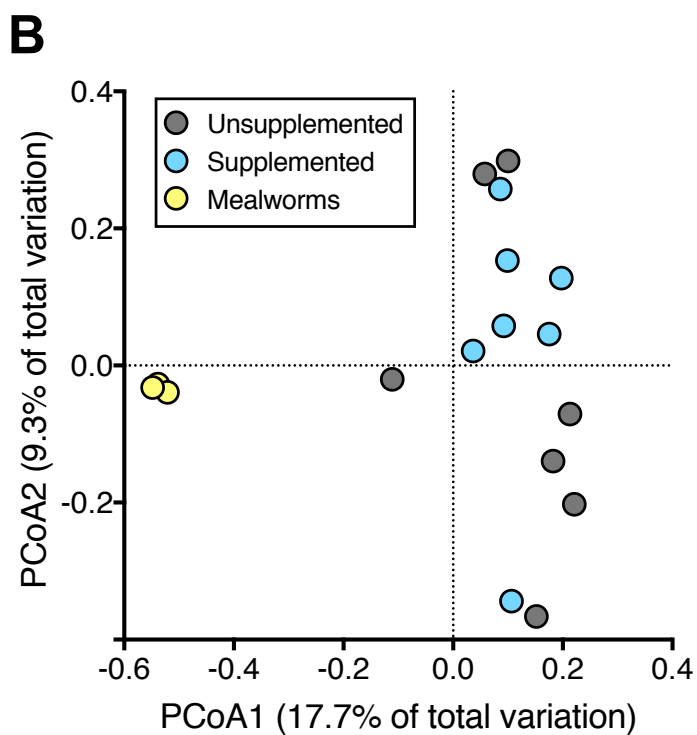 B
0.4
Unsupplemented
Supplemented
Mealworms
0.2
0.0
-0.2
PCoA2 (9.3% of total variation)
-0.6 -0.4 -0.2 0.0 0.2 0.4
PCoA1 (17.7% of total variation)